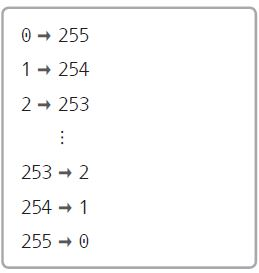 0 → 255
1 → 254
2 → 253
⋮
253 → 2
254 → 1
255 → 0